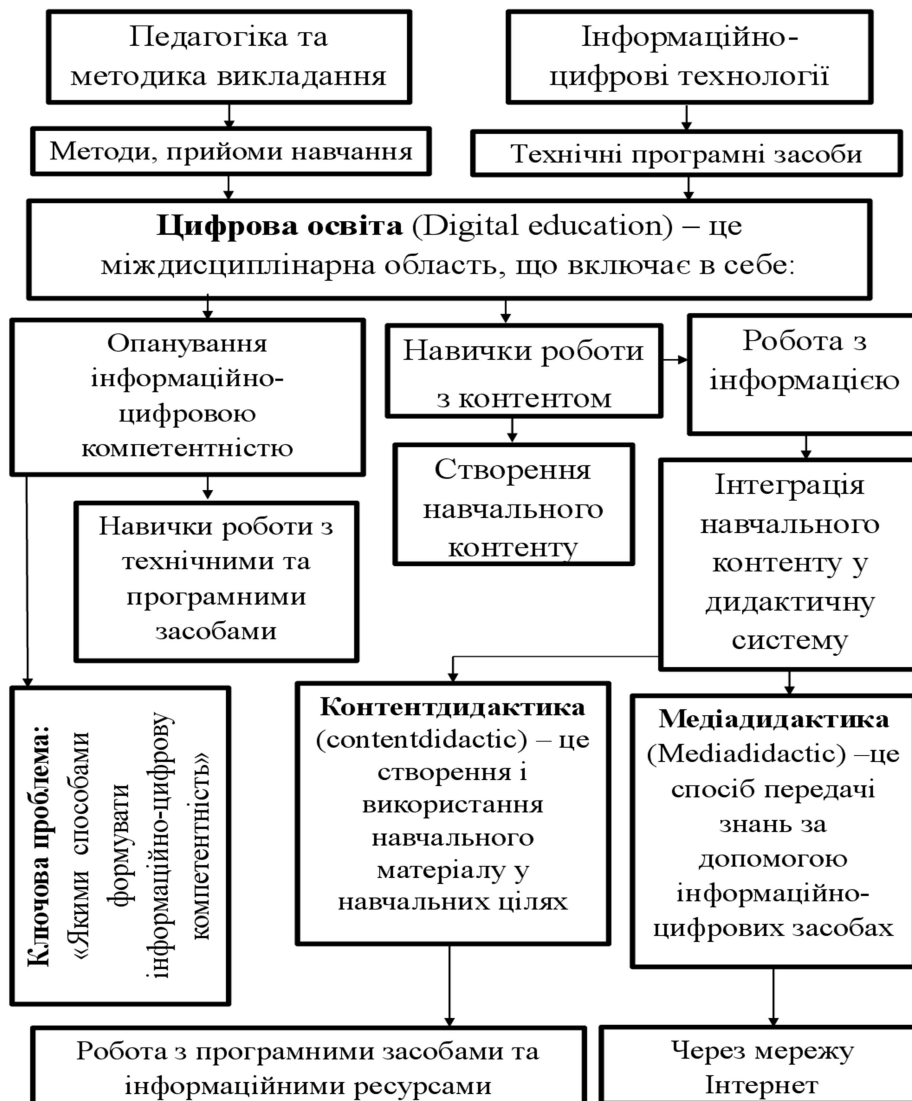 Педагогіка та
методика викладання
Інформаційно-
цифрові технології
Методи, прийоми навчання
Технічні програмні засоби
Цифрова освіта (Digital education) – це
міждисциплінарна область, що включає в себе:
Опанування
інформаційно-
цифровою
компетентністю
Навички роботи
з контентом
Робота з
інформацією
Створення
навчального
контенту
Інтеграція
навчального
контенту у
дидактичну
систему
Навички роботи з
технічними та
програмними
засобами
Ключова проблема:
«Якими способами
формувати
інформаційно-цифрову
компетентність»
Контентдидактика
(contentdidactic) – це
створення і
використання
навчального
матеріалу у
навчальних цілях
Медіадидактика
(Mediadidactic) –це
спосіб передачі
знань за
допомогою
інформаційно-
цифрових засобах
Робота з програмними засобами та
інформаційними ресурсами
Через мережу
Інтернет